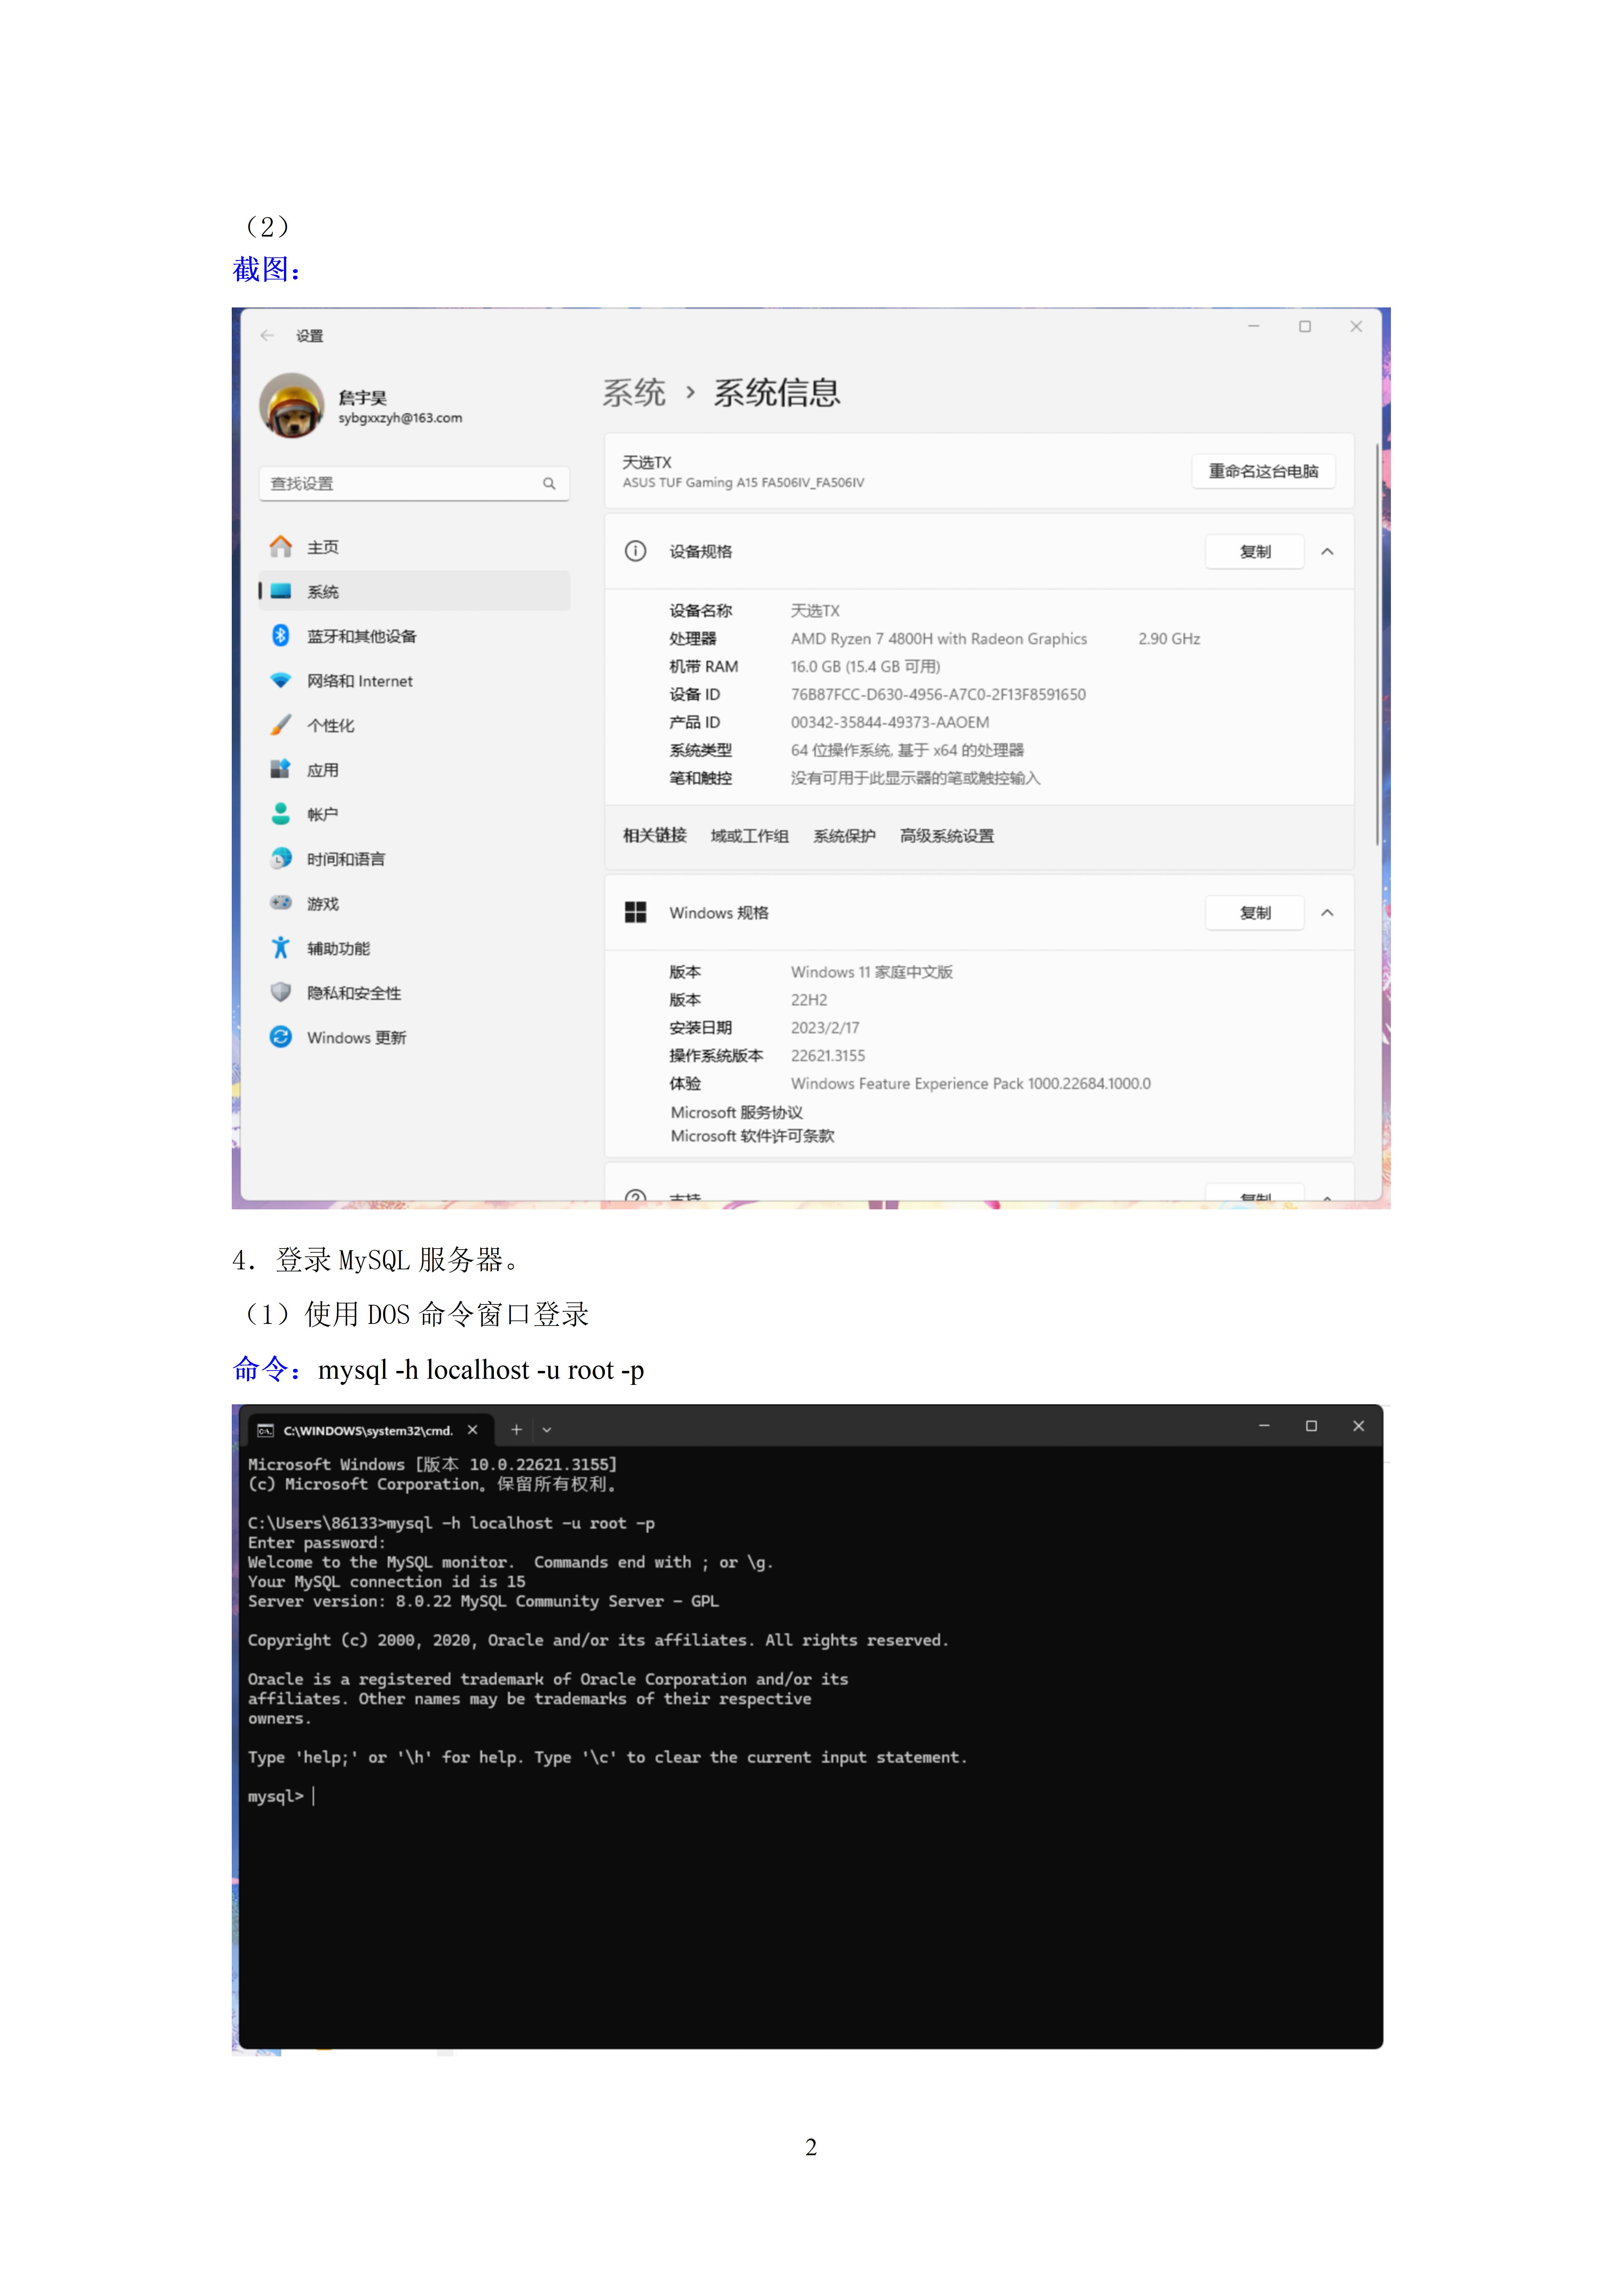 （2）
截图：
设置
詹宇昊
sybgxxzyh@163.com
查找设置
主页
系统
蓝牙和其他设备
网络和 Internet
个性化
应用
帐户
时间和语言
游戏
辅助功能
隐私和安全性
Windows 更新
系统 › 系统信息
天选TX
ASUS TUF Gaming A15 FA506IV_FA506IV
重命名这台电脑
设备规格 复制
设备名称 天选TX
处理器 AMD Ryzen 7 4800H with Radeon Graphics 2.90 GHz
机带 RAM 16.0 GB (15.4 GB 可用)
设备 ID 76B87FCC-D630-4956-A7C0-2F13F8591650
产品 ID 00342-35844-49373-AAOEM
系统类型 64 位操作系统, 基于 x64 的处理器
笔和触控 没有可用于此显示器的笔或触控输入
相关链接 域或工作组 系统保护 高级系统设置
Windows 规格 复制
版本 Windows 11 家庭中文版
版本 22H2
安装日期 2023/2/17
操作系统版本 22621.3155
体验 Windows Feature Experience Pack 1000.22684.1000.0
Microsoft 服务协议
Microsoft 软件许可条款
支持 复制
4．登录 MySQL 服务器。
（1）使用 DOS 命令窗口登录
命令：mysql -h localhost -u root -p
C:\WINDOWS\system32\cmd.
Microsoft Windows [版本 10.0.22621.3155]
(c) Microsoft Corporation。保留所有权利。
C:\Users\86133>mysql -h localhost -u root -p
Enter password:
Welcome to the MySQL monitor.  Commands end with ; or \g.
Your MySQL connection id is 15
Server version: 8.0.22 MySQL Community Server - GPL
Copyright (c) 2000, 2020, Oracle and/or its affiliates. All rights reserved.
Oracle is a registered trademark of Oracle Corporation and/or its
affiliates. Other names may be trademarks of their respective
owners.
Type 'help;' or '\h' for help. Type '\c' to clear the current input statement.
mysql>
2